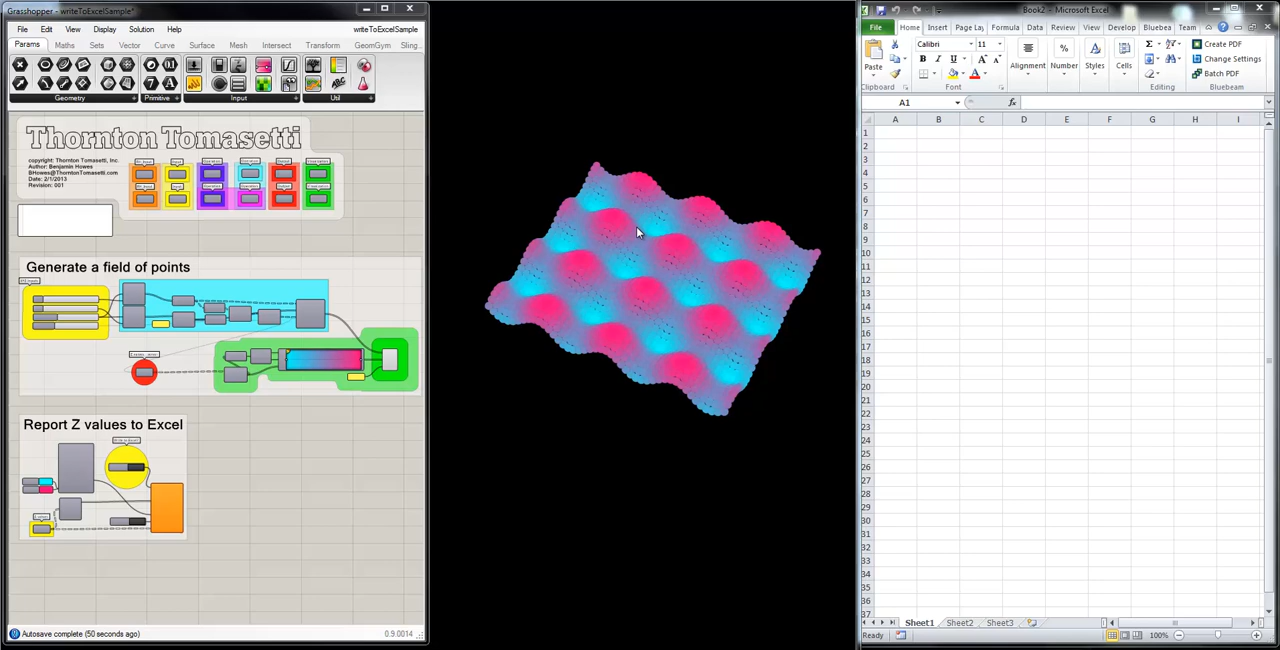 Grasshopper - writeToExcelSample*
File Edit View Display Solution Help
writeToExcelSample
Params Maths Sets Vector Curve Surface Mesh Intersect Transform GeomGym Sling
Geometry Primitive Input Util
Thornton Tomasetti
copyright: Thornton Tomasetti, Inc.
Author: Benjamin Howes
BHowes@ThorntonTomasetti.com
Date: 2/1/2013
Revision: 001
Generate a field of points
Report Z values to Excel
Autosave complete (50 seconds ago)
0.9.0014
Book2 - Microsoft Excel
File Home Insert Page Lay Formula Data Review View Develop Bluebea Team
Calibri 11
Paste
Alignment Number Styles Cells
Create PDF
Change Settings
Batch PDF
Clipboard Font Editing Bluebeam
A1 fx
A B C D E F G H I
1
2
3
4
5
6
7
8
9
10
11
12
13
14
15
16
17
18
19
20
21
22
23
24
25
26
27
28
29
30
31
32
33
34
35
36
37
Sheet1 Sheet2 Sheet3
Ready
100%